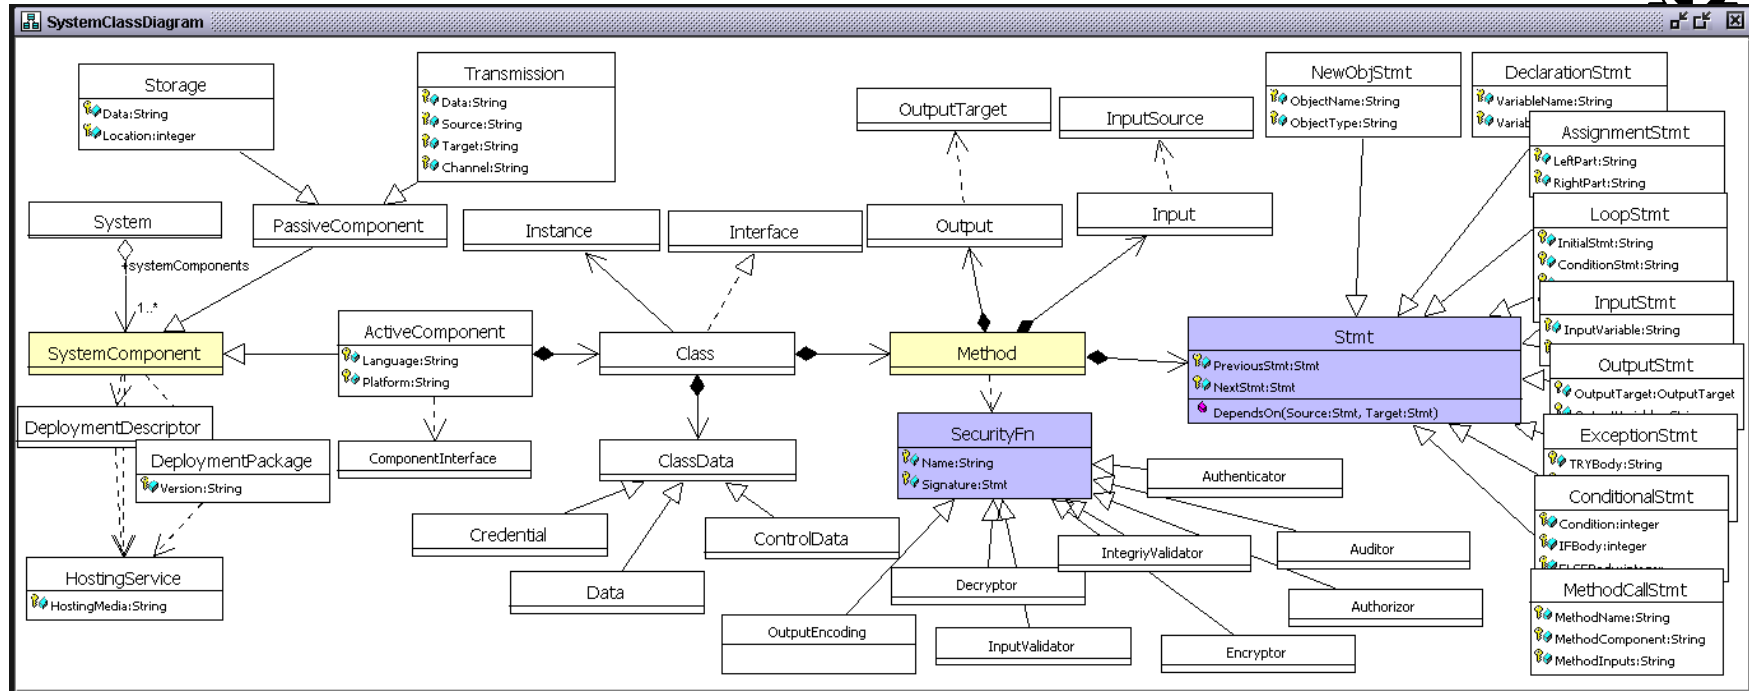 SystemClassDiagram
Storage
Data:String
Location:integer
Transmission
Data:String
Source:String
Target:String
Channel:String
OutputTarget
InputSource
NewObjStmt
ObjectName:String
ObjectType:String
DeclarationStmt
VariableName:String
Variab
AssignmentStmt
LeftPart:String
RightPart:String
System
PassiveComponent
Instance
Interface
Output
Input
LoopStmt
InitialStmt:String
ConditionStmt:String
+systemComponents
1..*
InputStmt
InputVariable:String
SystemComponent
ActiveComponent
Language:String
Platform:String
Class
Method
Stmt
PreviousStmt:Stmt
NextStmt:Stmt
DependsOn(Source:Stmt, Target:Stmt)
OutputStmt
OutputTarget:OutputTarget
DeploymentDescriptor
DeploymentPackage
Version:String
ComponentInterface
ClassData
SecurityFn
Name:String
Signature:Stmt
Authenticator
ExceptionStmt
TRYBody:String
ConditionalStmt
Condition:integer
IFBody:integer
ELSEBody:integer
Credential
ControlData
Data
IntegriyValidator
Auditor
Decryptor
Authorizor
HostingService
HostingMedia:String
OutputEncoding
InputValidator
Encryptor
MethodCallStmt
MethodName:String
MethodComponent:String
MethodInputs:String